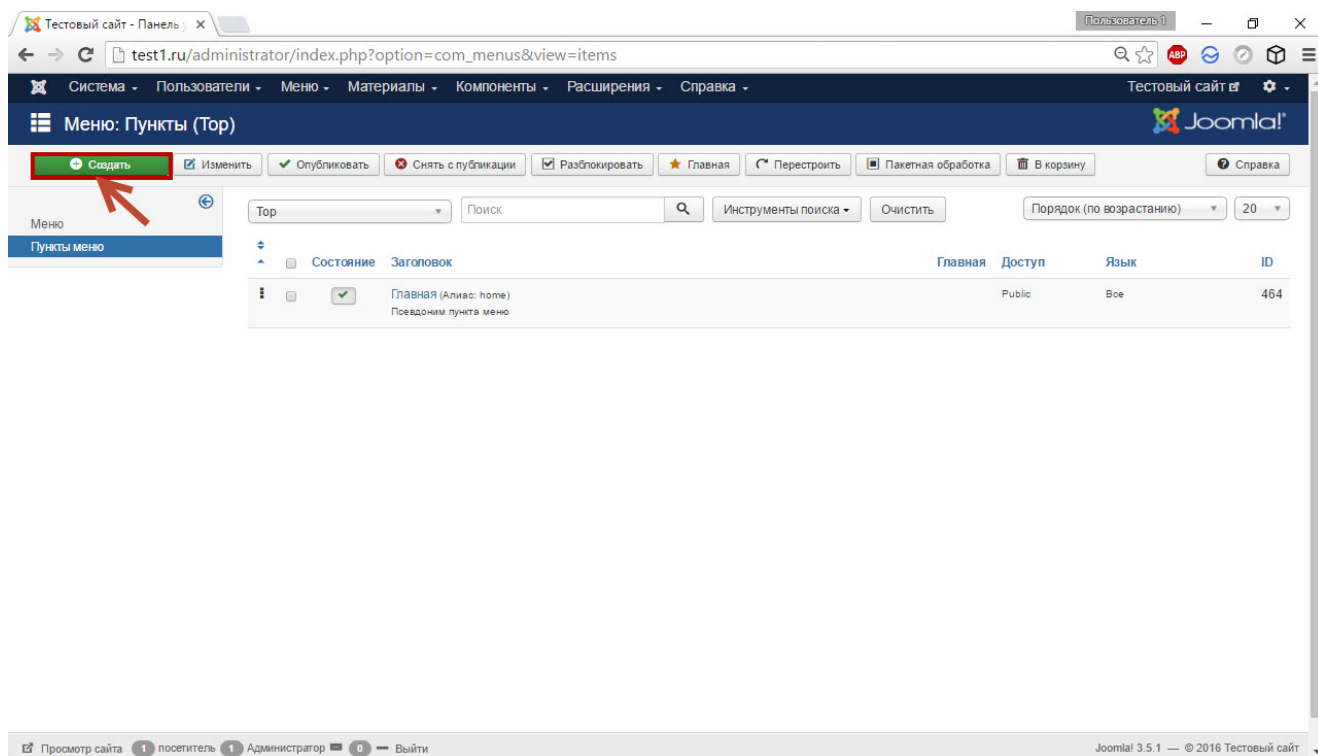 Тестовый сайт - Панель у
Пользователь 1
test1.ru/administrator/index.php?option=com_menus&view=items
ABP
Система Пользователи Меню Материалы Компоненты Расширения Справка Тестовый сайт
Меню: Пункты (Top)
Joomla!
Создать Изменить Опубликовать Снять с публикации Разблокировать Главная Перестроить Пакетная обработка В корзину Справка
Меню
Пункты меню
Top Поиск Инструменты поиска Очистить Порядок (по возрастанию) 20
Состояние Заголовок Главная Доступ Язык ID
Главная (Алиас: home) Public Все 464
Псевдоним пункта меню
Просмотр сайта 1 посетитель 1 Администратор 0 — Выйти
Joomla! 3.5.1 — © 2016 Тестовый сайт